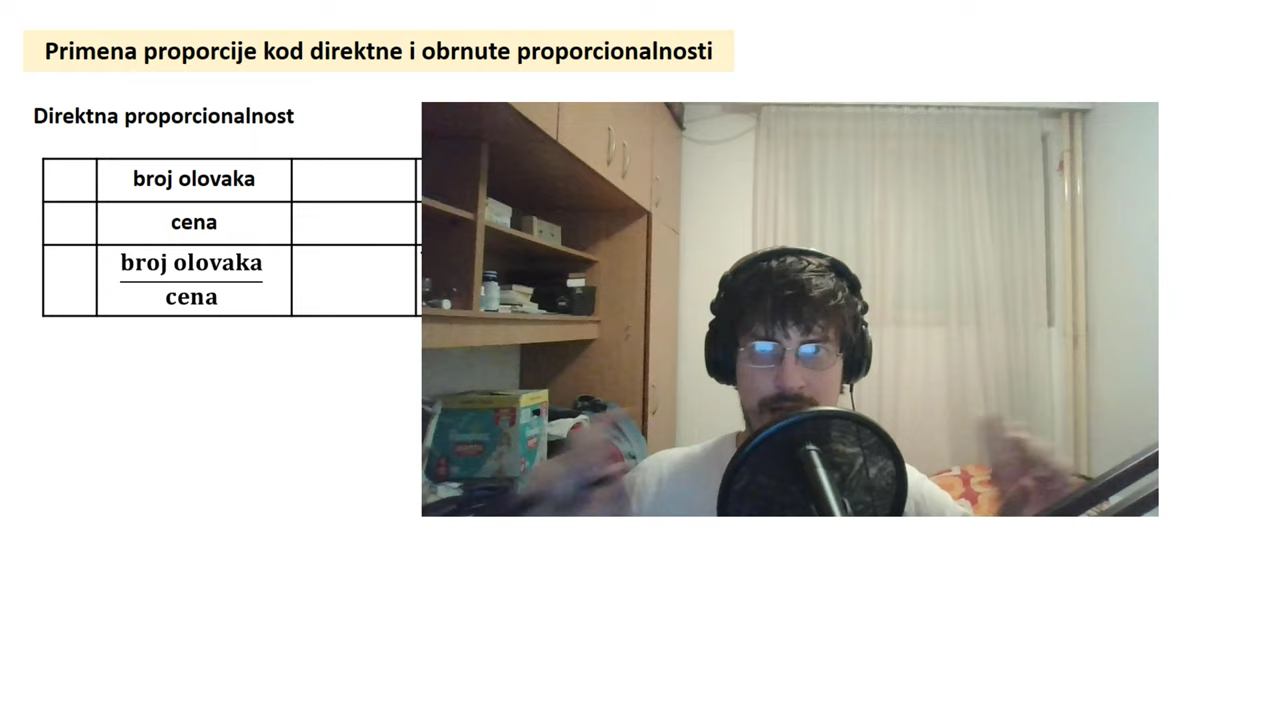 Primena proporcije kod direktne i obrnute proporcionalnosti
Direktna proporcionalnost
broj olovaka
cena
broj olovaka
cena